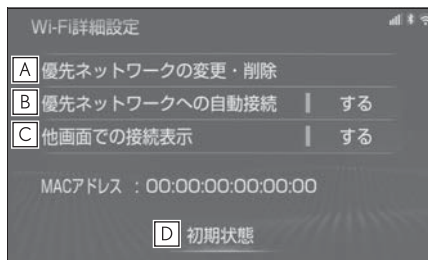 Wi-Fi詳細設定
A 優先ネットワークの変更・削除
B 優先ネットワークへの自動接続 する
C 他画面での接続表示 する
MACアドレス ：00:00:00:00:00:00
D 初期状態